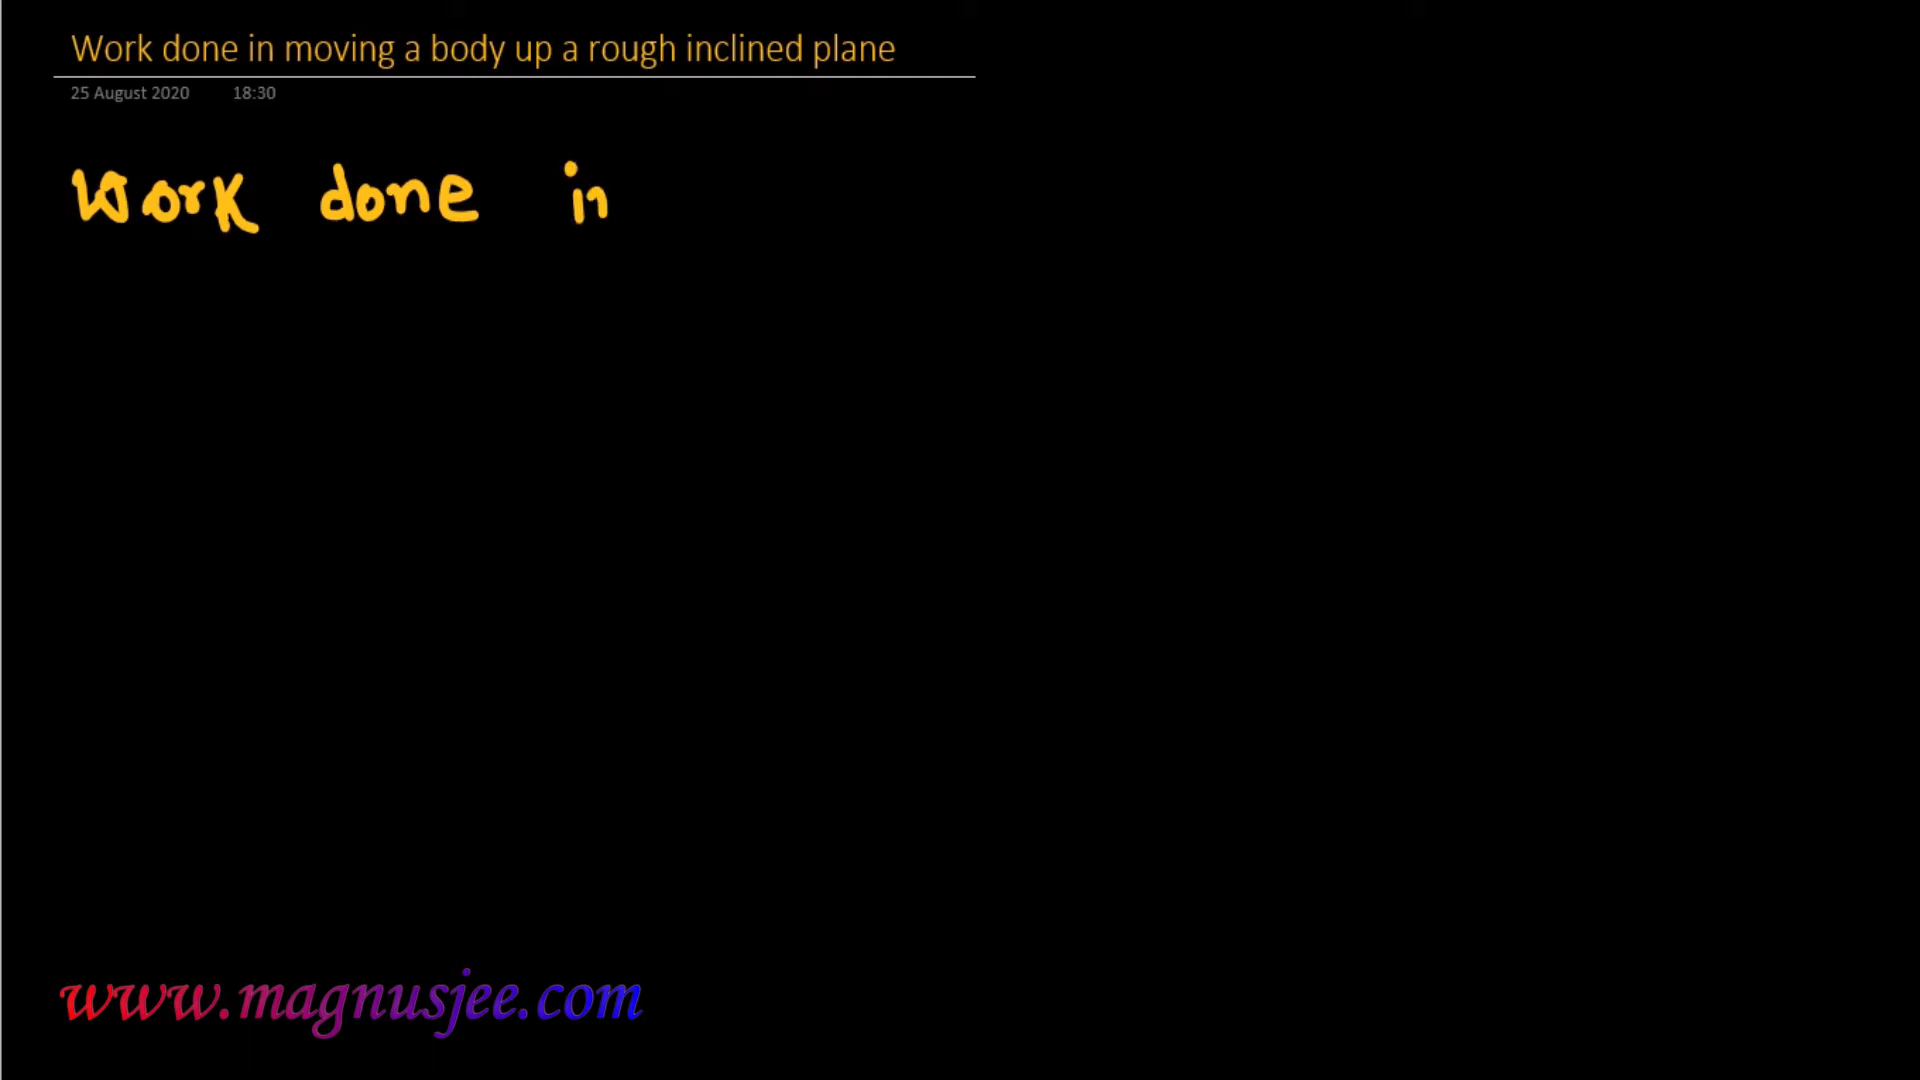 Work done in moving a body up a rough inclined plane
25 August 2020 18:30
Work done in
www.magnusjee.com